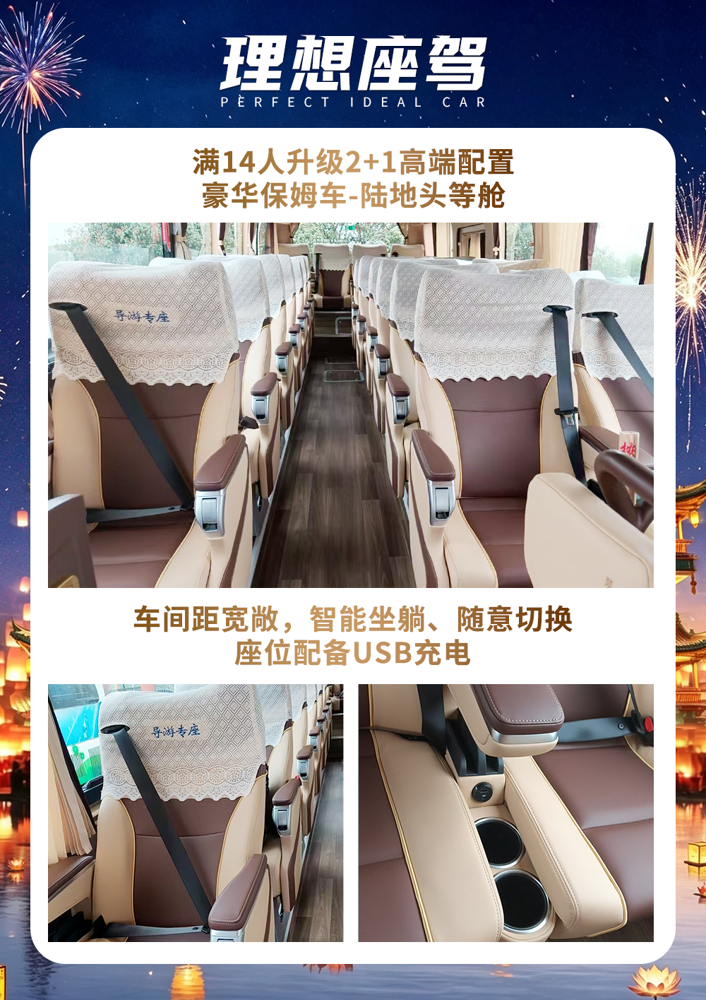 理想座驾
PERFECT IDEAL CAR
满14人升级2+1高端配置
豪华保姆车-陆地头等舱
导游专座
车间距宽敞，智能坐躺、随意切换
座位配备USB充电
导游专座